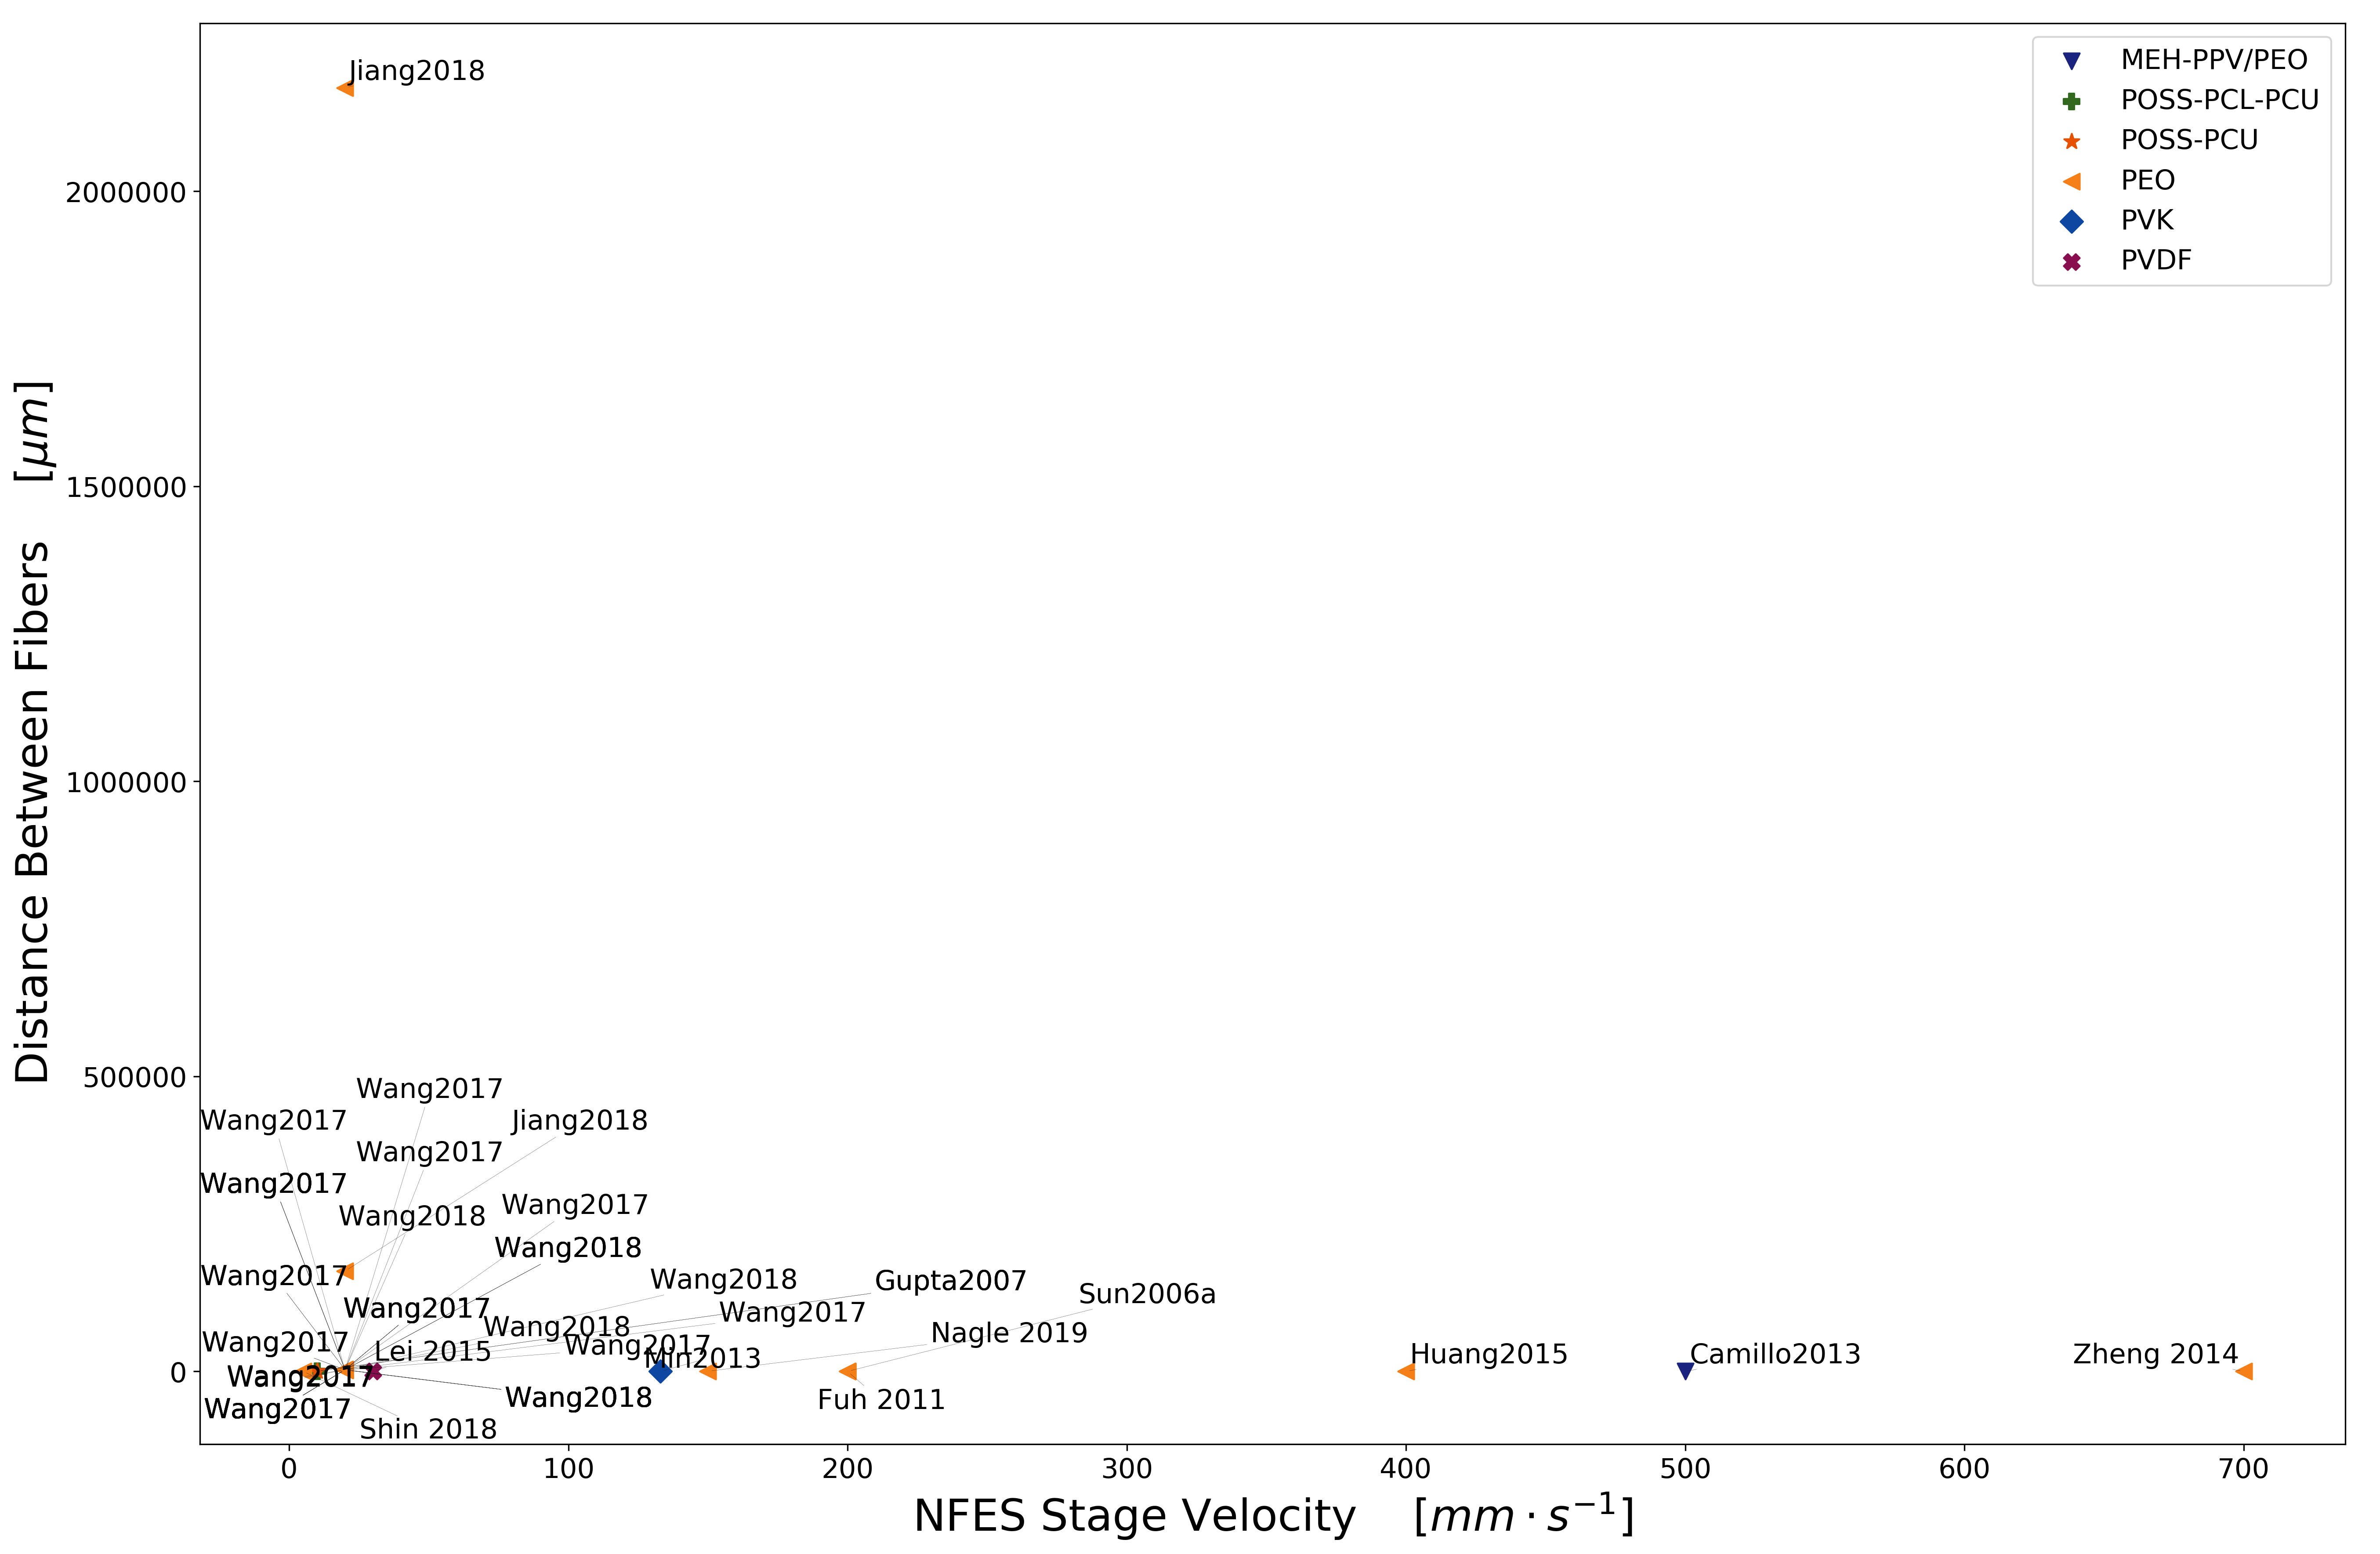 Jiang2018
MEH-PPV/PEO
POSS-PCL-PCU
POSS-PCU
PEO
PVK
PVDF
2000000
1500000
1000000
500000
0
Distance Between Fibers [μm]
Wang2017
Wang2017
Jiang2018
Wang2017
Wang2017
Wang2017
Wang2018
Wang2018
Wang2017
Wang2018
Gupta2007
Sun2006a
Wang2017
Wang2017
Wang2018
Nagle 2019
Wang2017
Wang2017
Lei 2015
Min2013
Huang2015
Camillo2013
Zheng 2014
Wang2017
Wang2018
Fuh 2011
Wang2017
Shin 2018
0 100 200 300 400 500 600 700
NFES Stage Velocity [mm · s⁻¹]